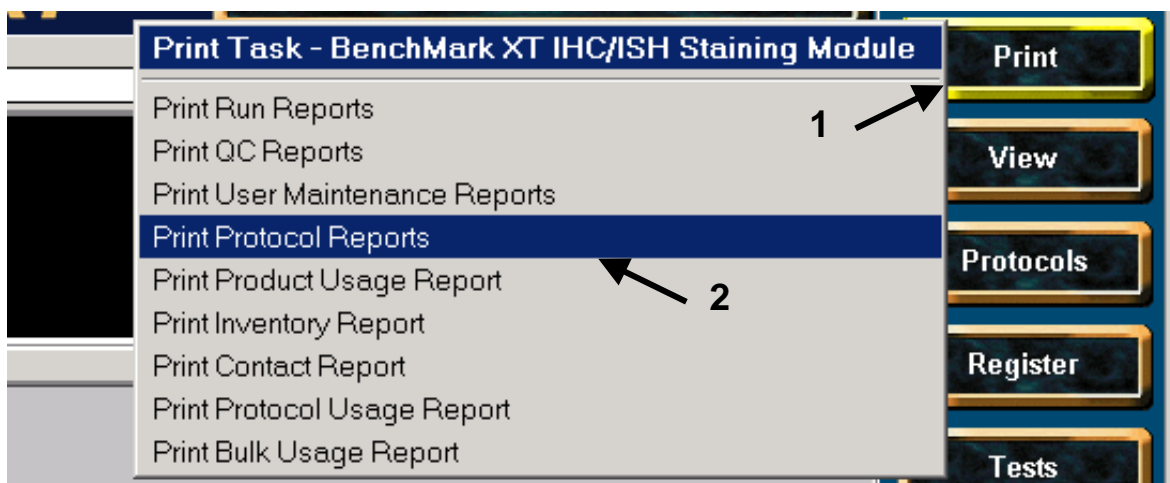 Print Task - BenchMark XT IHC/ISH Staining Module
Print Run Reports
Print QC Reports
Print User Maintenance Reports
Print Protocol Reports
Print Product Usage Report
Print Inventory Report
Print Contact Report
Print Protocol Usage Report
Print Bulk Usage Report
1
2
Print
View
Protocols
Register
Tests